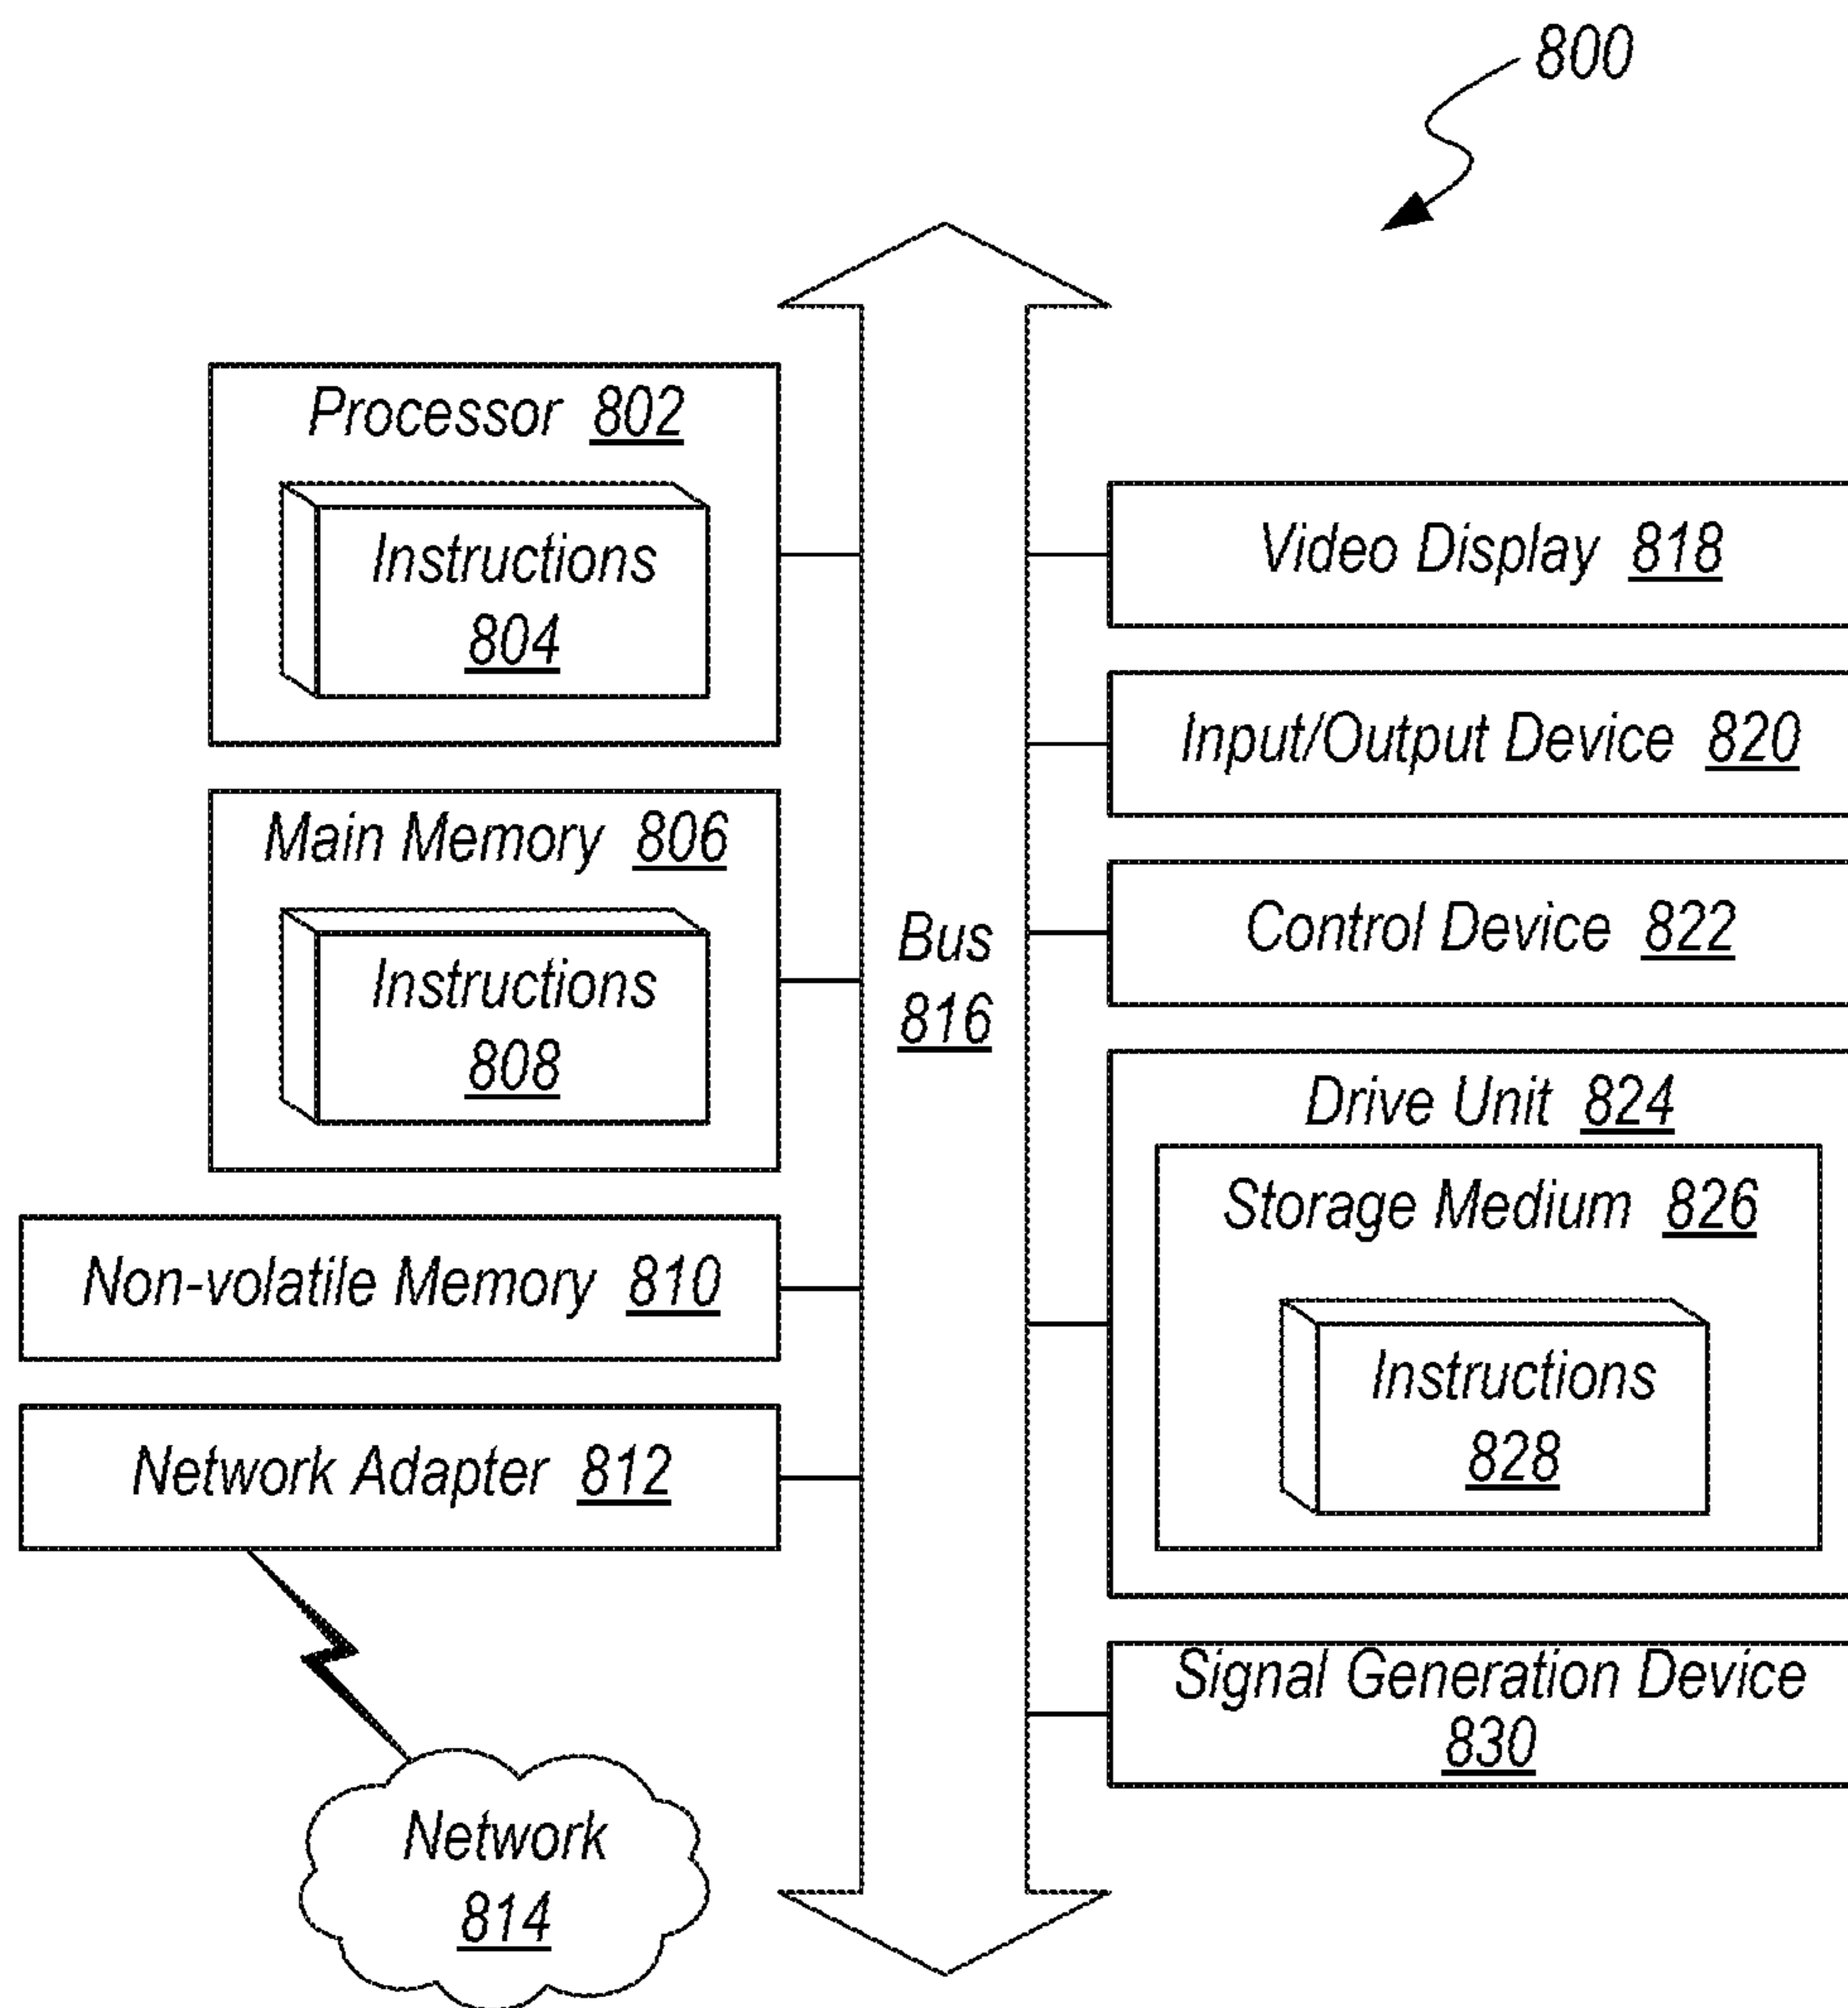 800
Processor 802
Instructions
804
Main Memory 806
Instructions
808
Non-volatile Memory 810
Network Adapter 812
Network
814
Bus
816
Video Display 818
Input/Output Device 820
Control Device 822
Drive Unit 824
Storage Medium 826
Instructions
828
Signal Generation Device
830